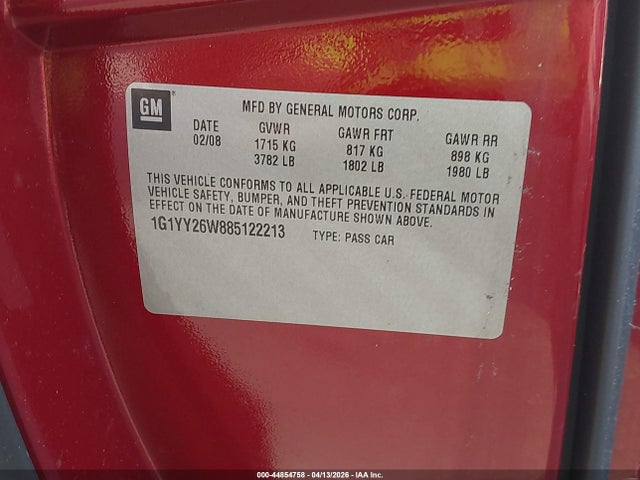 GM
MFD BY GENERAL MOTORS CORP.
DATE GVWR GAWR FRT GAWR RR
02/08 1715 KG 817 KG 898 KG
3782 LB 1802 LB 1980 LB
THIS VEHICLE CONFORMS TO ALL APPLICABLE U.S. FEDERAL MOTOR
VEHICLE SAFETY, BUMPER, AND THEFT PREVENTION STANDARDS IN
EFFECT ON THE DATE OF MANUFACTURE SHOWN ABOVE.
1G1YY26W885122213 TYPE: PASS CAR
000-44854758 - 04/13/2026 - IAA Inc.